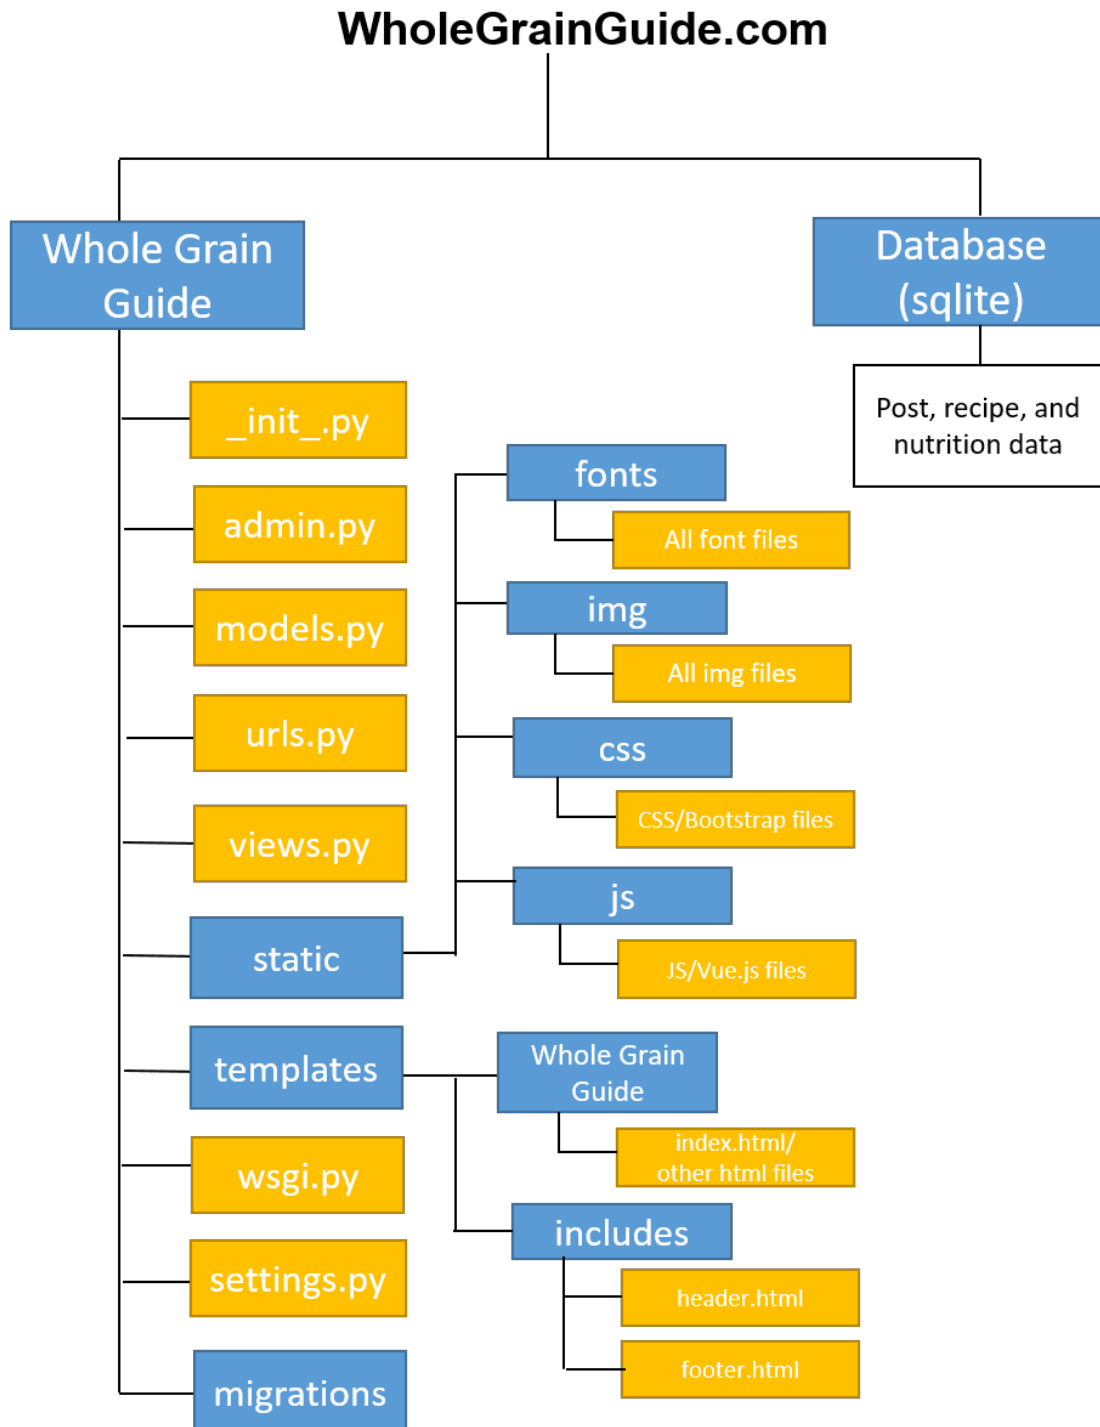 WholeGrainGuide.com
Whole Grain
Guide
Database
(sqlite)
Post, recipe, and
nutrition data
_init_.py
admin.py
models.py
urls.py
views.py
static
templates
wsgi.py
settings.py
migrations
fonts
All font files
img
All img files
css
CSS/Bootstrap files
js
JS/Vue.js files
Whole Grain
Guide
index.html/
other html files
includes
header.html
footer.html